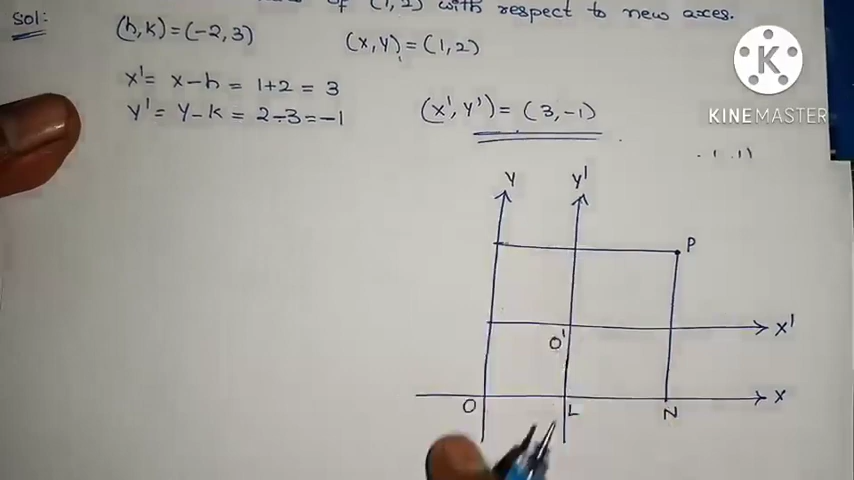 of (1,2) with respect to new axes.
Sol:
(h,k)=(-2,3)
(x,y)=(1,2)
x'= x-h = 1+2 = 3
y'= y-k = 2-3=-1
(x',y')= (3,-1)
K
KINEMASTER
Y
Y'
P
X'
O'
O
L
N
X